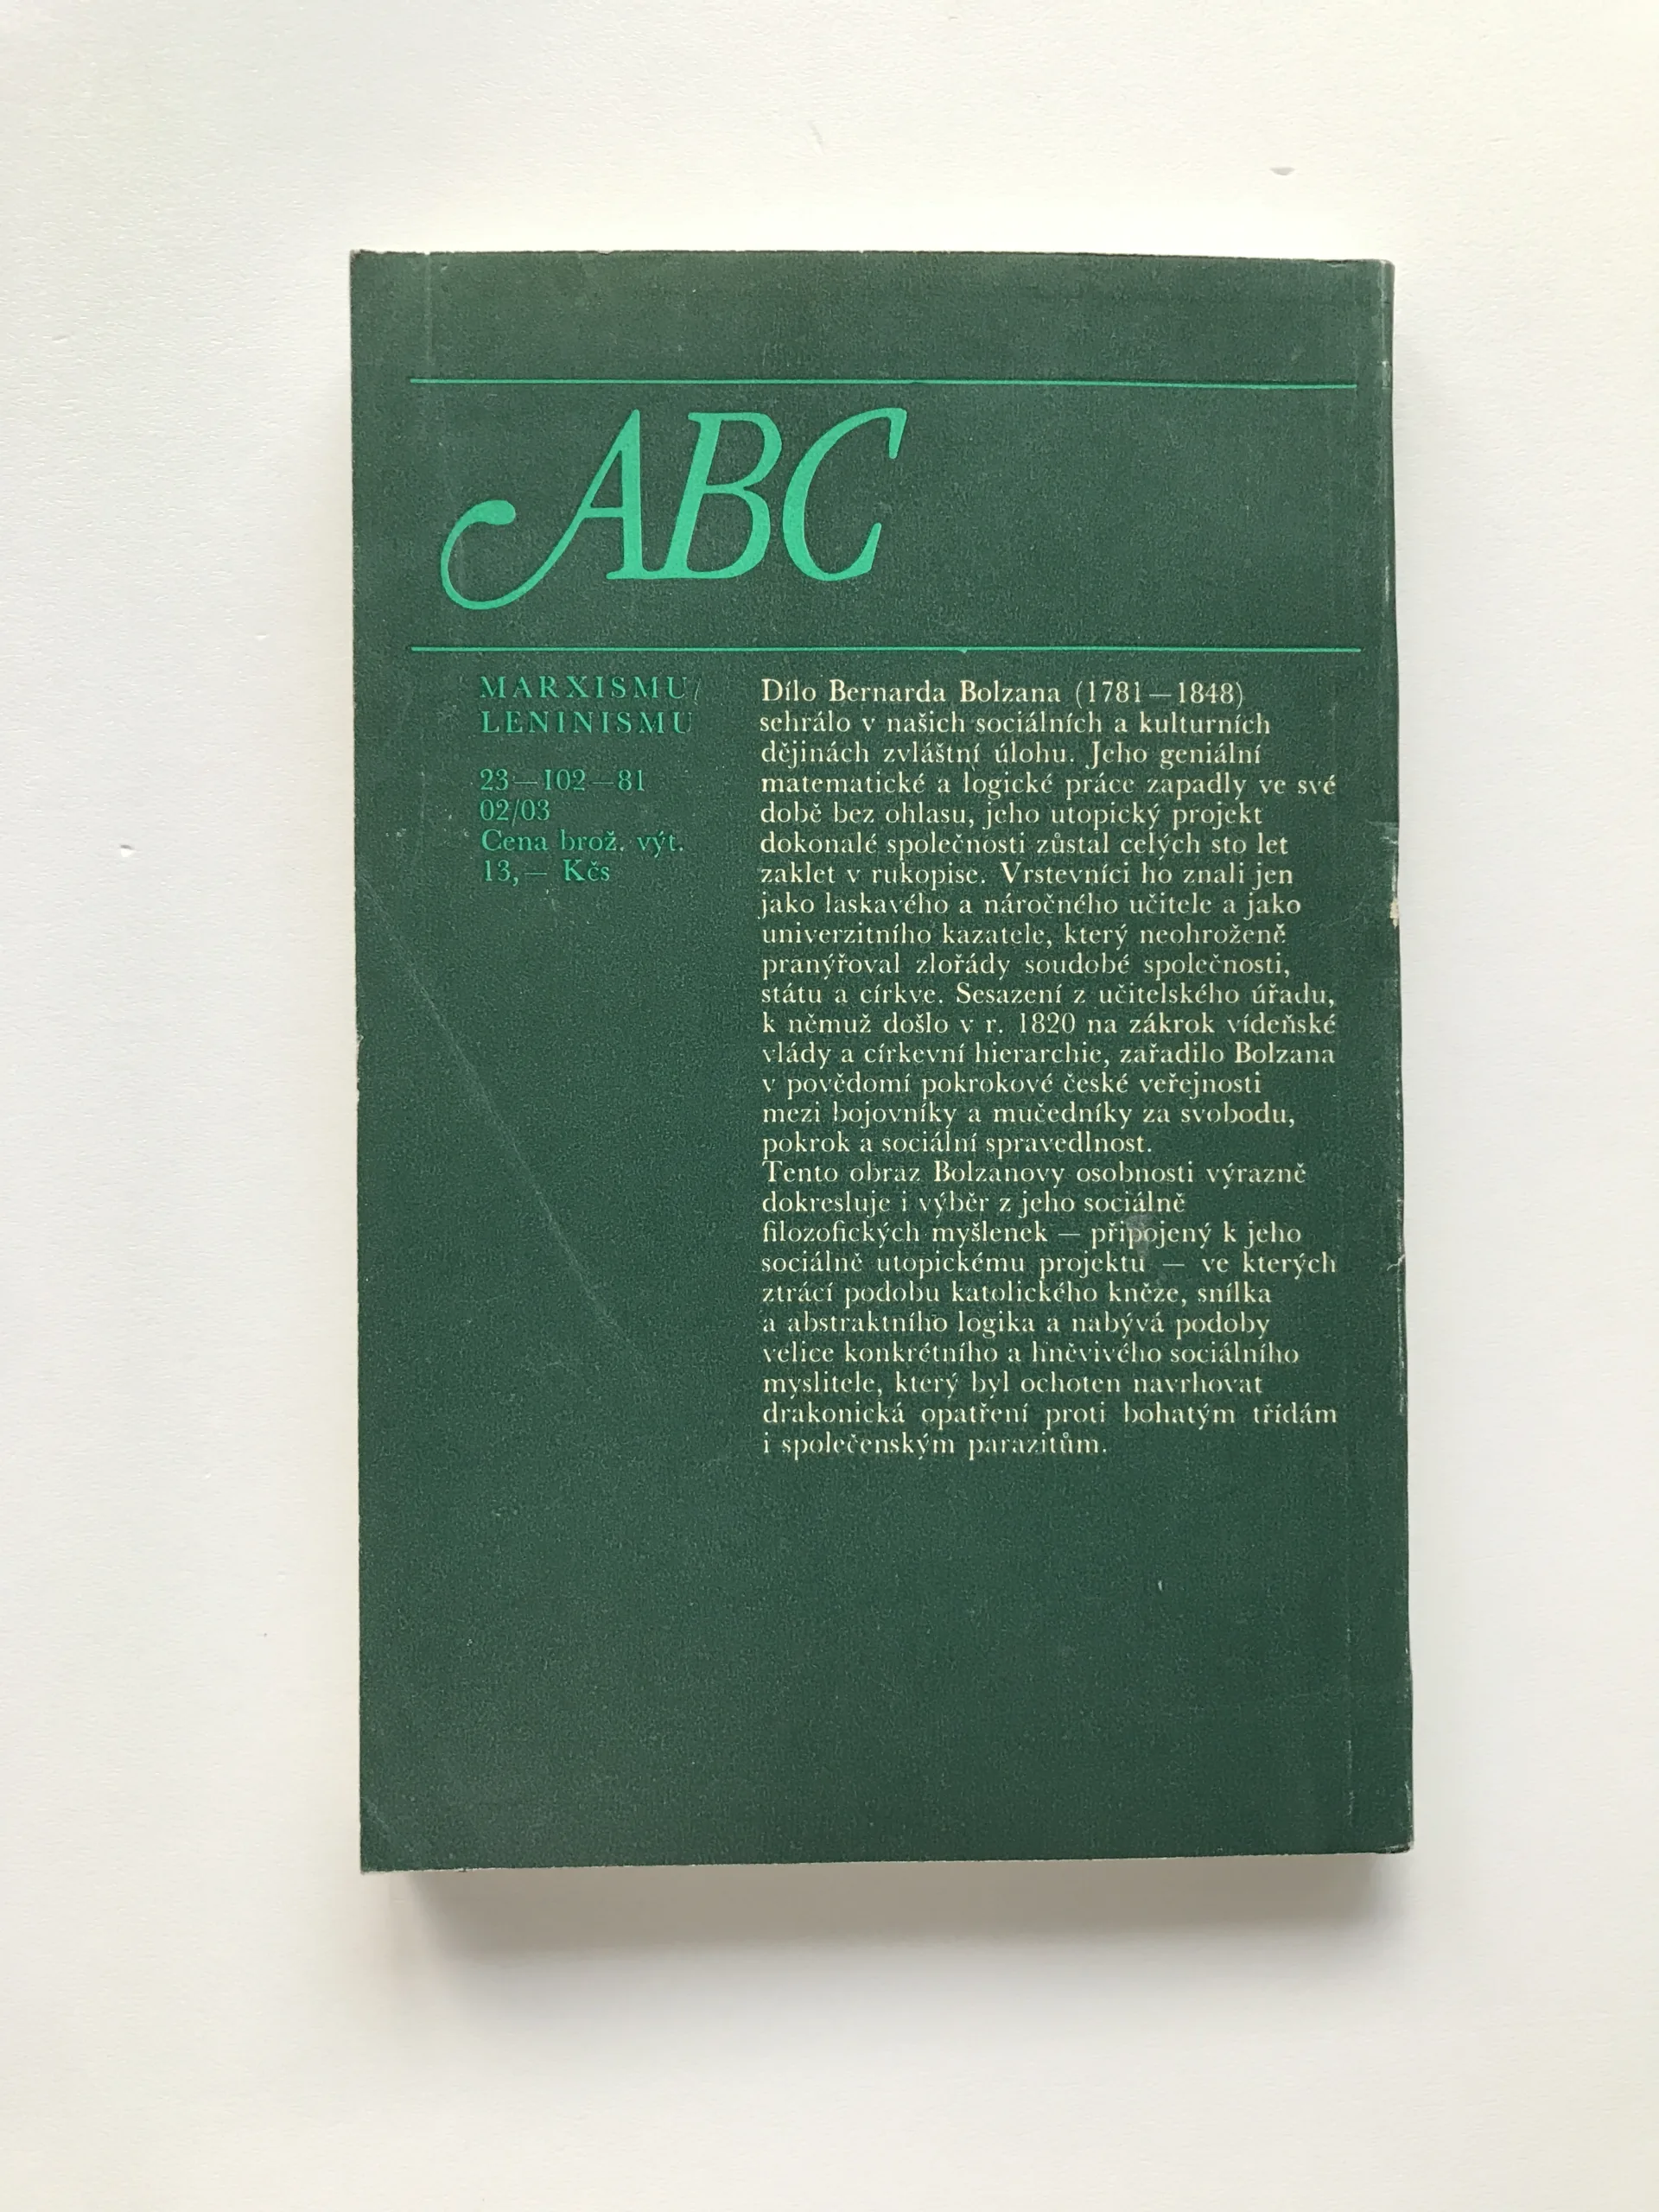 ABC
MARXISMU/
LENINISMU
23—102—81
02/03
Cena brož. výt.
13,— Kčs
Dílo Bernarda Bolzana (1781—1848)
sehrálo v našich sociálních a kulturních
dějinách zvláštní úlohu. Jeho geniální
matematické a logické práce zapadly ve své
době bez ohlasu, jeho utopický projekt
dokonalé společnosti zůstal celých sto let
zaklet v rukopise. Vrstevníci ho znali jen
jako laskavého a náročného učitele a jako
univerzitního kazatele, který neohroženě
pranýřoval zlořády soudobé společnosti,
státu a církve. Sesazení z učitelského úřadu,
k němuž došlo v r. 1820 na zákrok vídeňské
vlády a církevní hierarchie, zařadilo Bolzana
v povědomí pokrokové české veřejnosti
mezi bojovníky a mučedníky za svobodu,
pokrok a sociální spravedlnost.
Tento obraz Bolzanovy osobnosti výrazně
dokresluje i výběr z jeho sociálně
filozofických myšlenek — připojený k jeho
sociálně utopickému projektu — ve kterých
ztrácí podobu katolického kněze, snílka
a abstraktního logika a nabývá podoby
velice konkrétního a hněvivého sociálního
myslitele, který byl ochoten navrhovat
drakonická opatření proti bohatým třídám
i společenským parazitům.